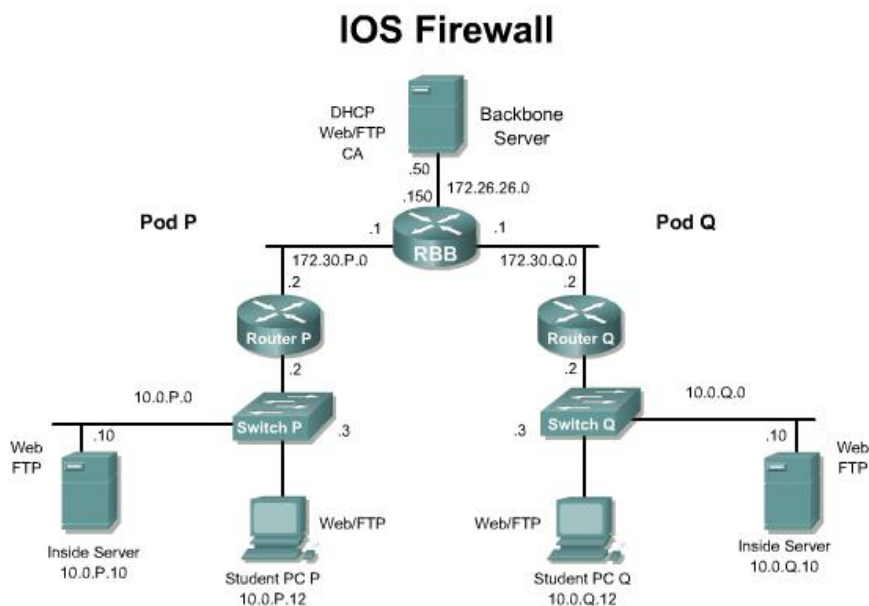 IOS Firewall
DHCP
Web/FTP
CA
Backbone
Server
.50
.150
172.26.26.0
Pod P
Pod Q
.1
.1
RBB
172.30.P.0
172.30.Q.0
.2
.2
Router P
Router Q
.2
.2
10.0.P.0
10.0.Q.0
Switch P
.3
.3
Switch Q
.10
.10
Web
FTP
Web
FTP
Web/FTP
Web/FTP
Inside Server
10.0.P.10
Student PC P
10.0.P.12
Student PC Q
10.0.Q.12
Inside Server
10.0.Q.10